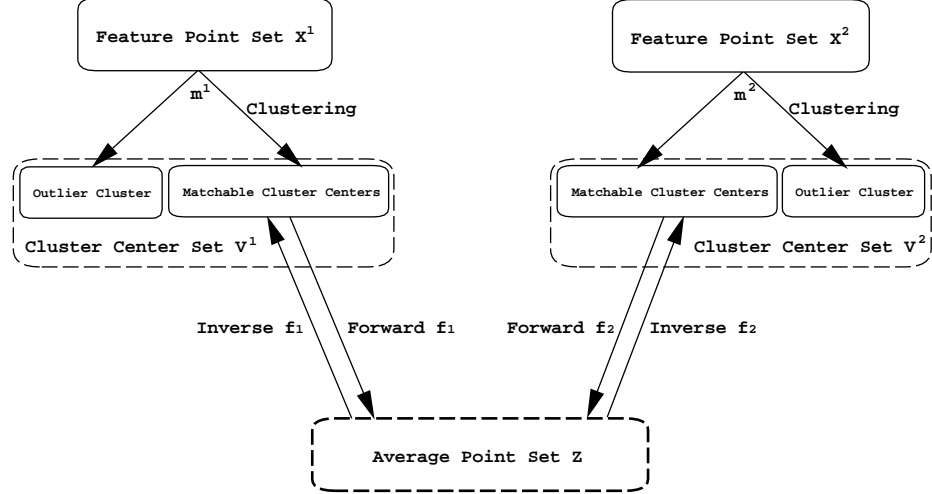 Feature Point Set X¹
Feature Point Set X²
m¹
Clustering
m²
Clustering
Outlier Cluster
Matchable Cluster Centers
Matchable Cluster Centers
Outlier Cluster
Cluster Center Set V¹
Cluster Center Set V²
Inverse f₁
Forward f₁
Forward f₂
Inverse f₂
Average Point Set Z